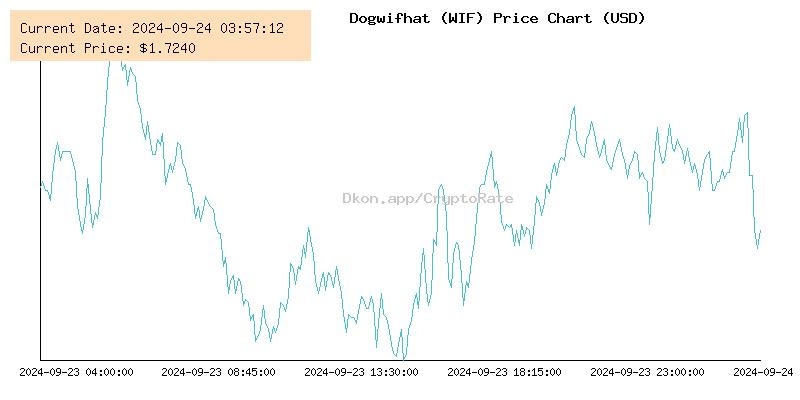 Dogwifhat (WIF) Price Chart (USD)
Current Date: 2024-09-24 03:57:12
Current Price: $1.7240
Dkon.app/CryptoRate
2024-09-23 04:00:00 2024-09-23 08:45:00 2024-09-23 13:30:00 2024-09-23 18:15:00 2024-09-23 23:00:00 2024-09-24